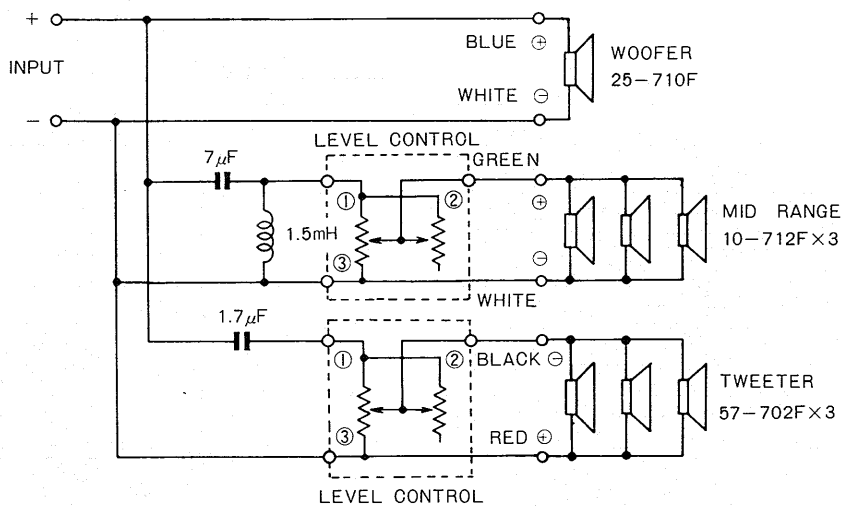 +
INPUT
−
BLUE ⊕
WHITE ⊖
WOOFER
25−710F
LEVEL CONTROL
7μF
1.5mH
①
②
③
GREEN
⊕
⊖
WHITE
MID RANGE
10−712F×3
1.7μF
①
②
③
BLACK ⊖
RED ⊕
TWEETER
57−702F×3
LEVEL CONTROL